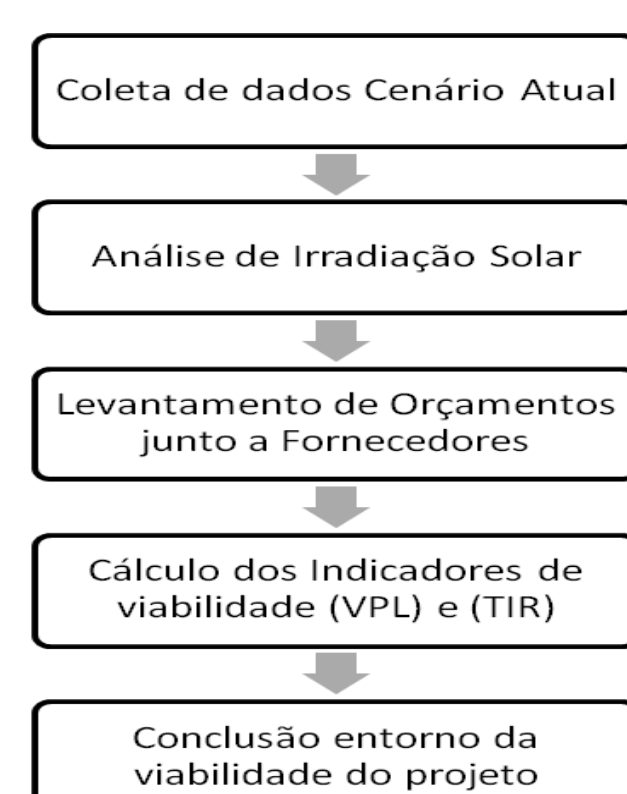 Coleta de dados Cenário Atual
Análise de Irradiação Solar
Levantamento de Orçamentos
junto a Fornecedores
Cálculo dos Indicadores de
viabilidade (VPL) e (TIR)
Conclusão entorno da
viabilidade do projeto